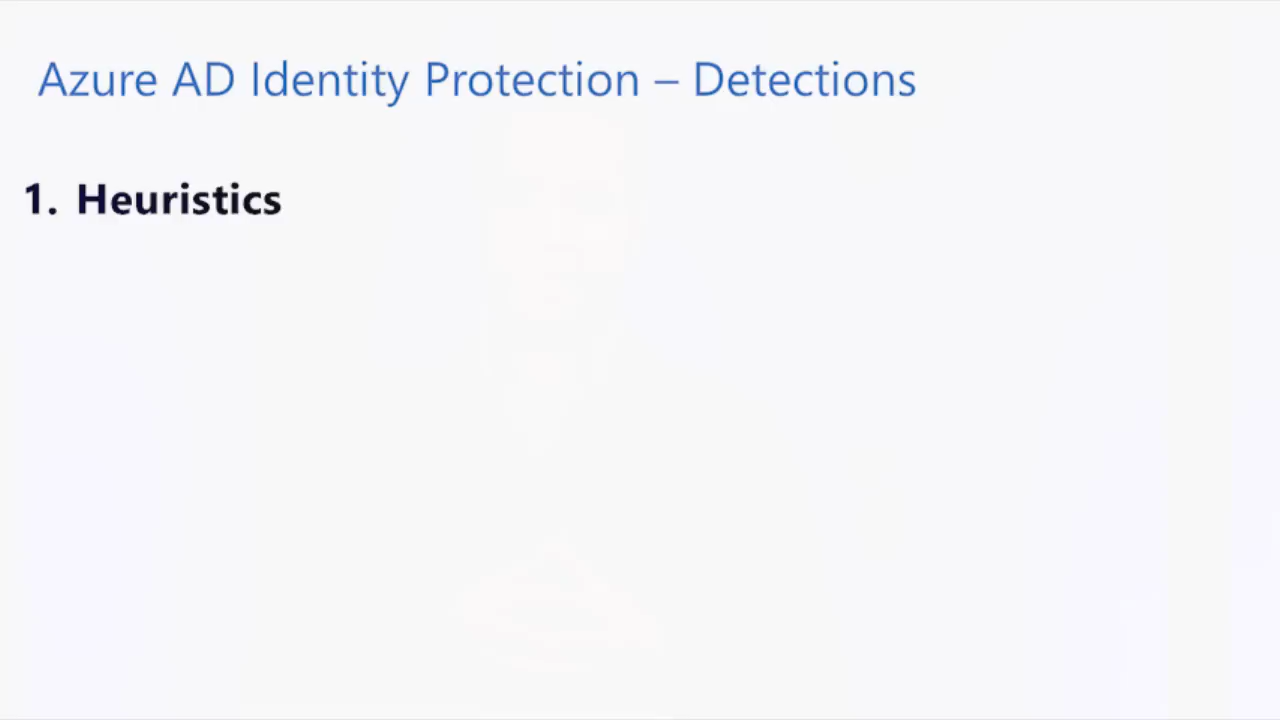 Azure AD Identity Protection – Detections
1. Heuristics